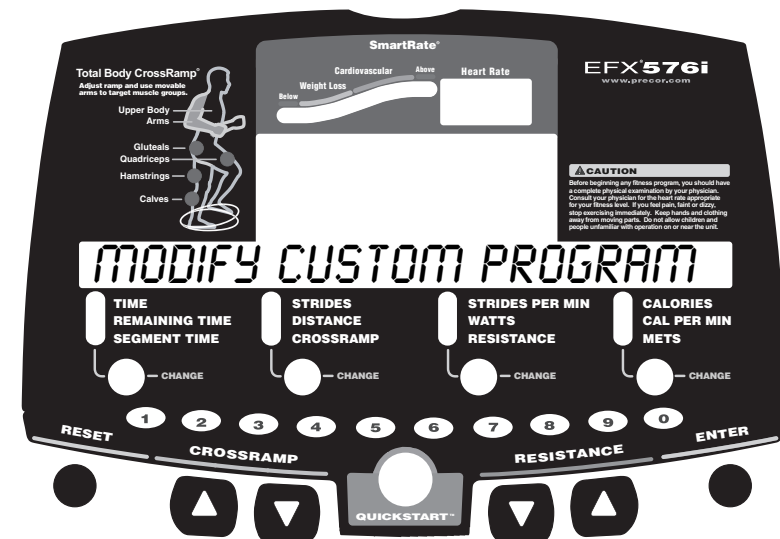 SmartRate®
Total Body CrossRamp®
Adjust ramp and use movable
arms to target muscle groups.
Upper Body
Arms
Gluteals
Quadriceps
Hamstrings
Calves
Below
Weight Loss
Cardiovascular
Above
Heart Rate
EFX®576i
www.precor.com
CAUTION
Before beginning any fitness program, you should have
a complete physical examination by your physician.
Consult your physician for the heart rate appropriate
for your fitness level. If you feel pain, faint or dizzy,
stop exercising immediately. Keep hands and clothing
away from moving parts. Do not allow children and
people unfamiliar with operation on or near the unit.
MODIFY CUSTOM PROGRAM
TIME
REMAINING TIME
SEGMENT TIME
CHANGE
STRIDES
DISTANCE
CROSSRAMP
CHANGE
STRIDES PER MIN
WATTS
RESISTANCE
CHANGE
CALORIES
CAL PER MIN
METS
CHANGE
1 2 3 4 5 6 7 8 9 0
RESET
CROSSRAMP
QUICKSTART™
RESISTANCE
ENTER